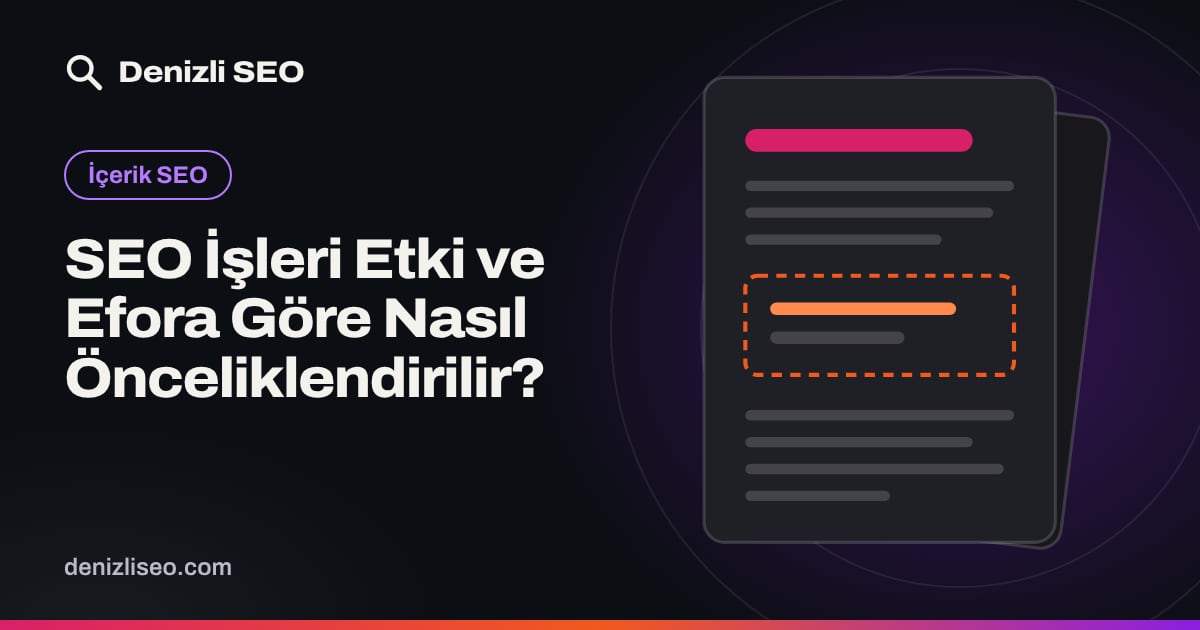 Denizli SEO
İçerik SEO
SEO İşleri Etki ve
Efora Göre Nasıl
Önceliklendirilir?
denizliseo.com